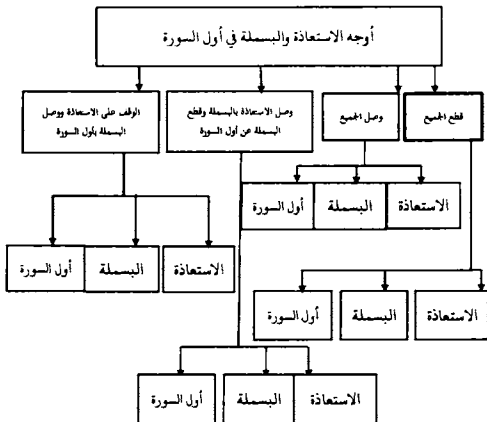 أوجه الاستعاذة والبسملة في أول السورة
قطع الجميع
وصل الجميع
وصل الاستعاذة بالبسملة وقطع
البسملة عن أول السورة
الوقف على الاستعاذة ووصل
البسملة بأول السورة
الاستعاذة
البسملة
أول السورة
الاستعاذة
البسملة
أول السورة
الاستعاذة
البسملة
أول السورة
الاستعاذة
البسملة
أول السورة